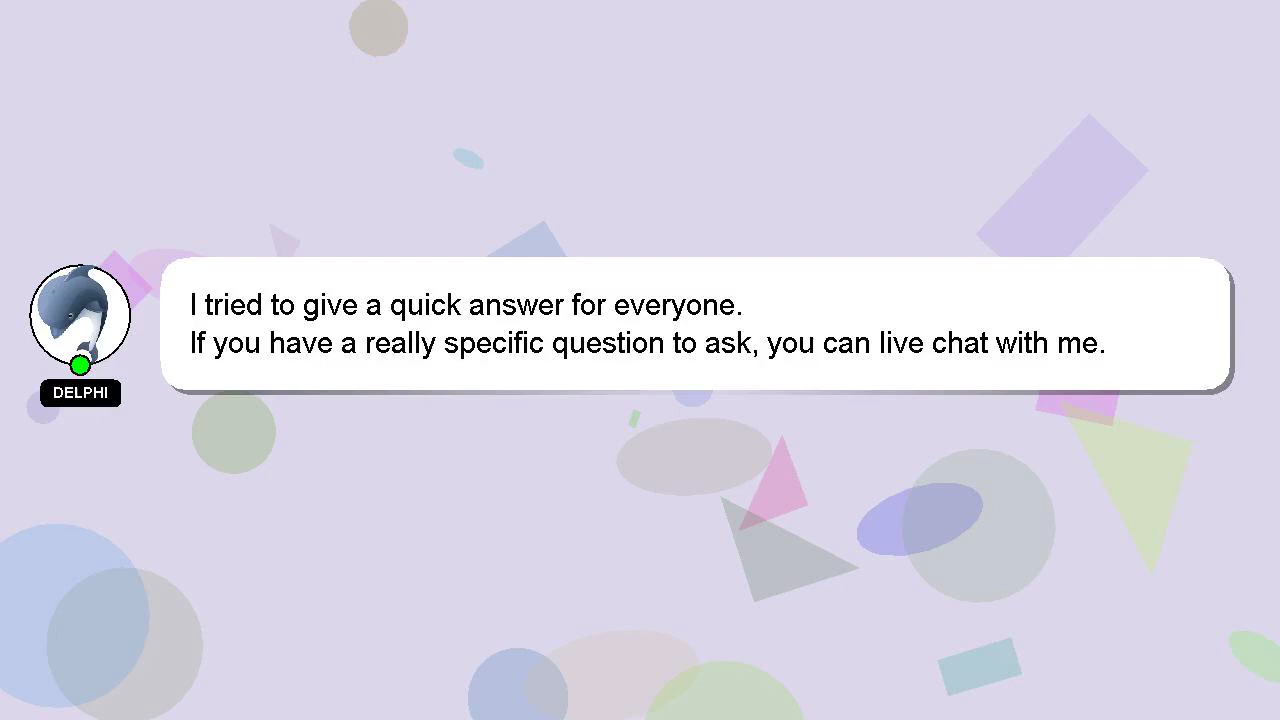 I tried to give a quick answer for everyone.
If you have a really specific question to ask, you can live chat with me.
DELPHI